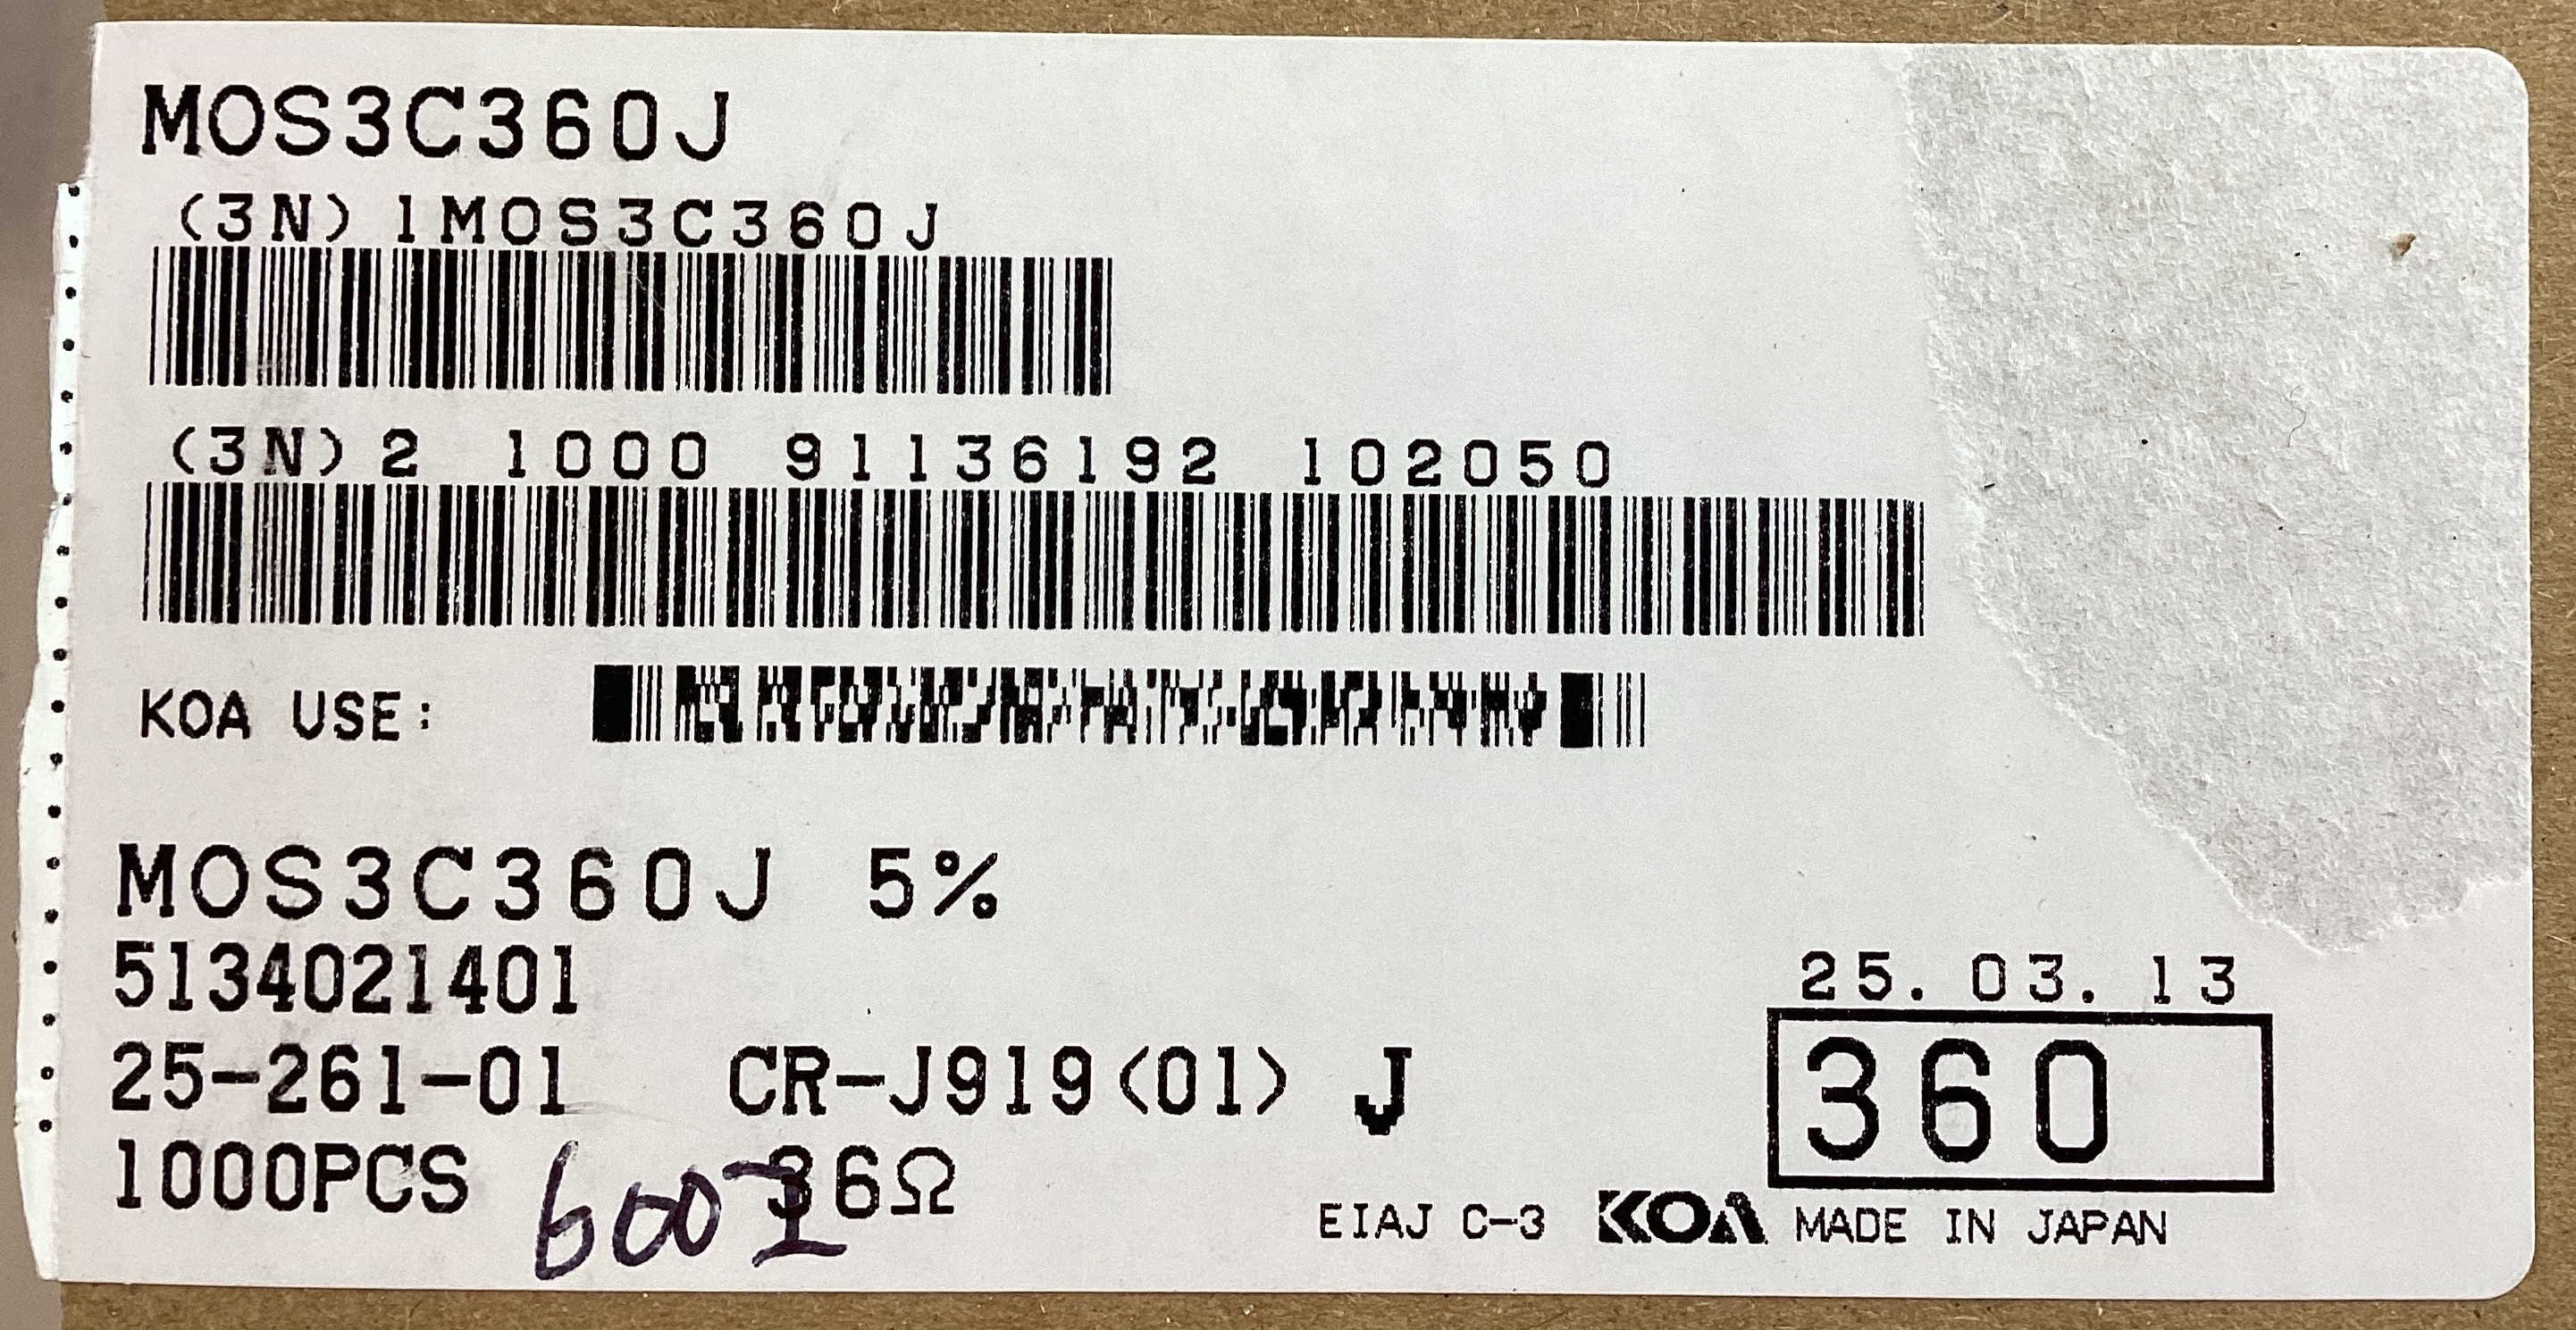 MOS3C360J
(3N)1MOS3C360J
(3N)2 1000 91136192 102050
KOA USE:
MOS3C360J 5%
5134021401
25.03.13
25-261-01 CR-J919(01) J
360
1000PCS 36Ω
EIAJ C-3 KOA MADE IN JAPAN